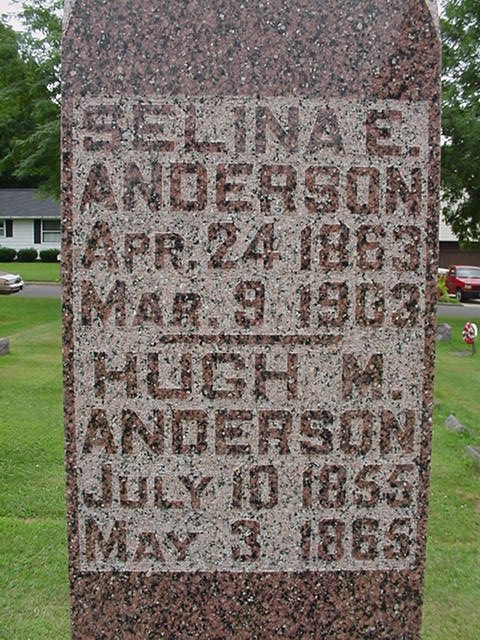 SELINA E.
ANDERSON
APR. 24 1863
MAR. 9 1903
HUGH M.
ANDERSON
JULY 10 1855
MAY 3 1865